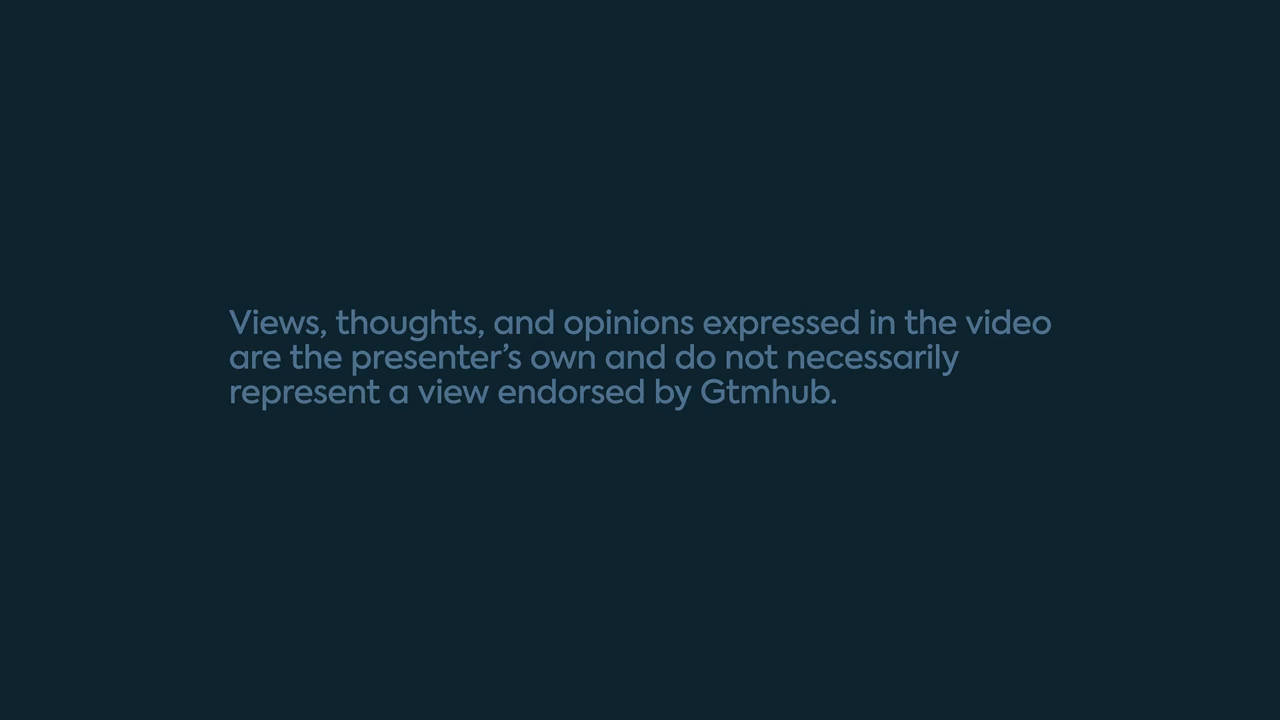 Views, thoughts, and opinions expressed in the video
are the presenter’s own and do not necessarily
represent a view endorsed by Gtmhub.